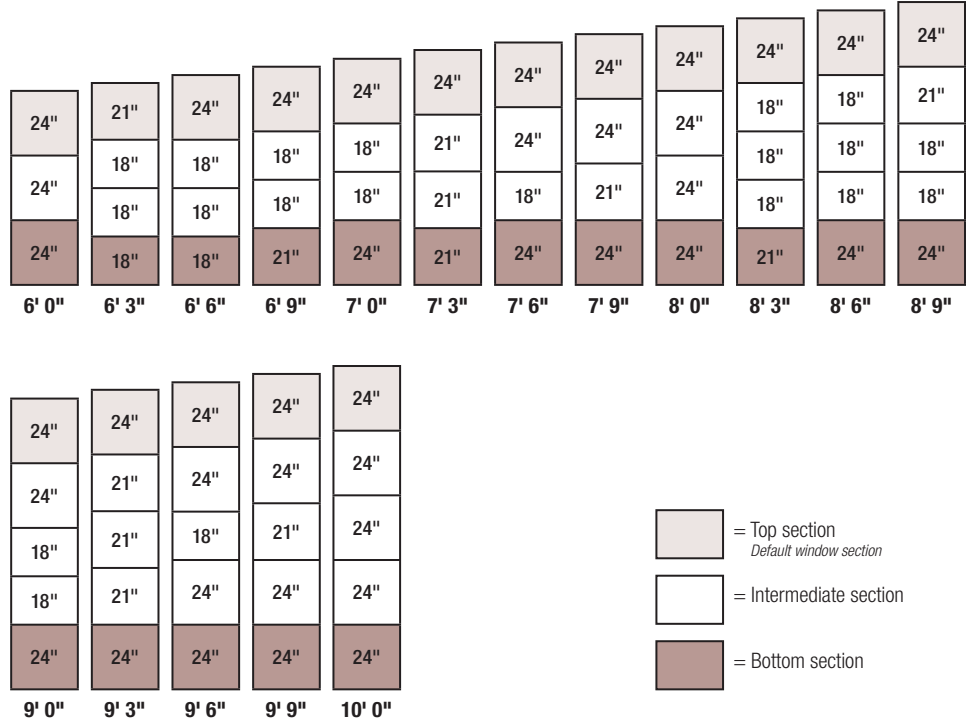 24" 21" 24" 24" 24" 24" 24" 24" 24" 24" 24" 24"
24" 18" 18" 18" 18" 21" 24" 24" 24" 18" 18" 21"
18" 18" 18" 18" 21" 18" 21" 24" 18" 18" 18"
18" 18" 18"
24" 18" 18" 21" 24" 21" 24" 24" 24" 21" 24" 24"
6' 0" 6' 3" 6' 6" 6' 9" 7' 0" 7' 3" 7' 6" 7' 9" 8' 0" 8' 3" 8' 6" 8' 9"
24" 24" 24" 24" 24"
24" 21" 24" 24" 24"
18" 21" 18" 21" 24"
18" 21" 24" 24" 24"
24" 24" 24" 24" 24"
9' 0" 9' 3" 9' 6" 9' 9" 10' 0"
= Top section
Default window section
= Intermediate section
= Bottom section